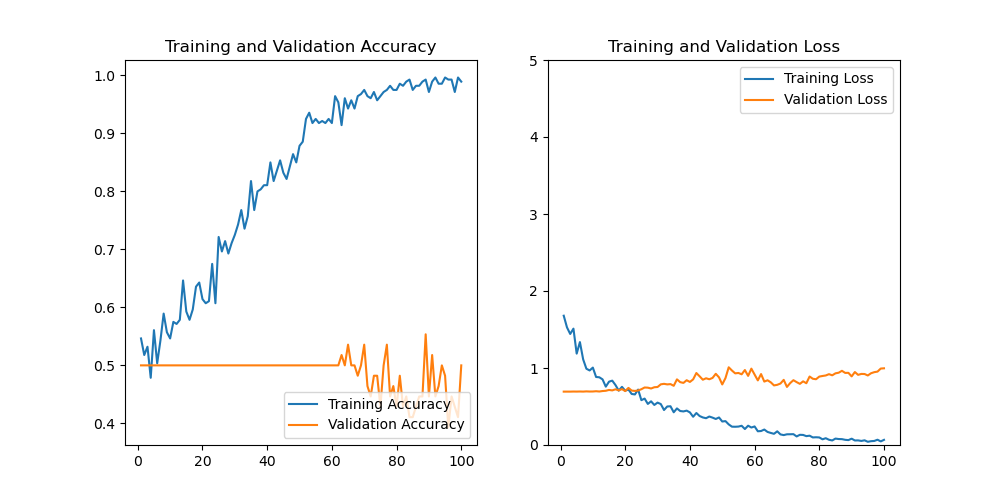 Training and Validation Accuracy
1.0
0.9
0.8
0.7
0.6
0.5
0.4
0 20 40 60 80 100
Training Accuracy
Validation Accuracy
Training and Validation Loss
5
4
3
2
1
0
0 20 40 60 80 100
Training Loss
Validation Loss